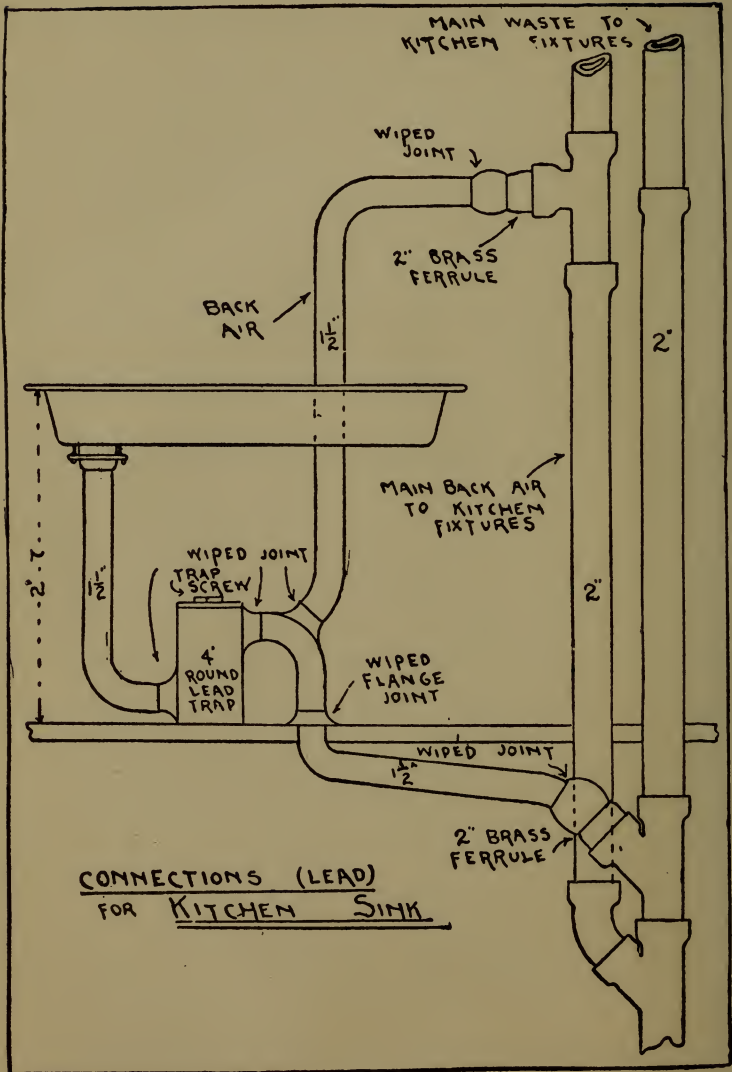 MAIN WASTE TO
KITCHEN FIXTURES
WIPED
JOINT
2" BRASS
FERRULE
BACK
AIR
1½"
2"
MAIN BACK AIR
TO KITCHEN
FIXTURES
WIPED JOINT
TRAP
SCREW
1½"
2"
4"
ROUND
LEAD
TRAP
WIPED
FLANGE
JOINT
WIPED JOINT
1½"
2" BRASS
FERRULE
CONNECTIONS (LEAD)
FOR KITCHEN SINK